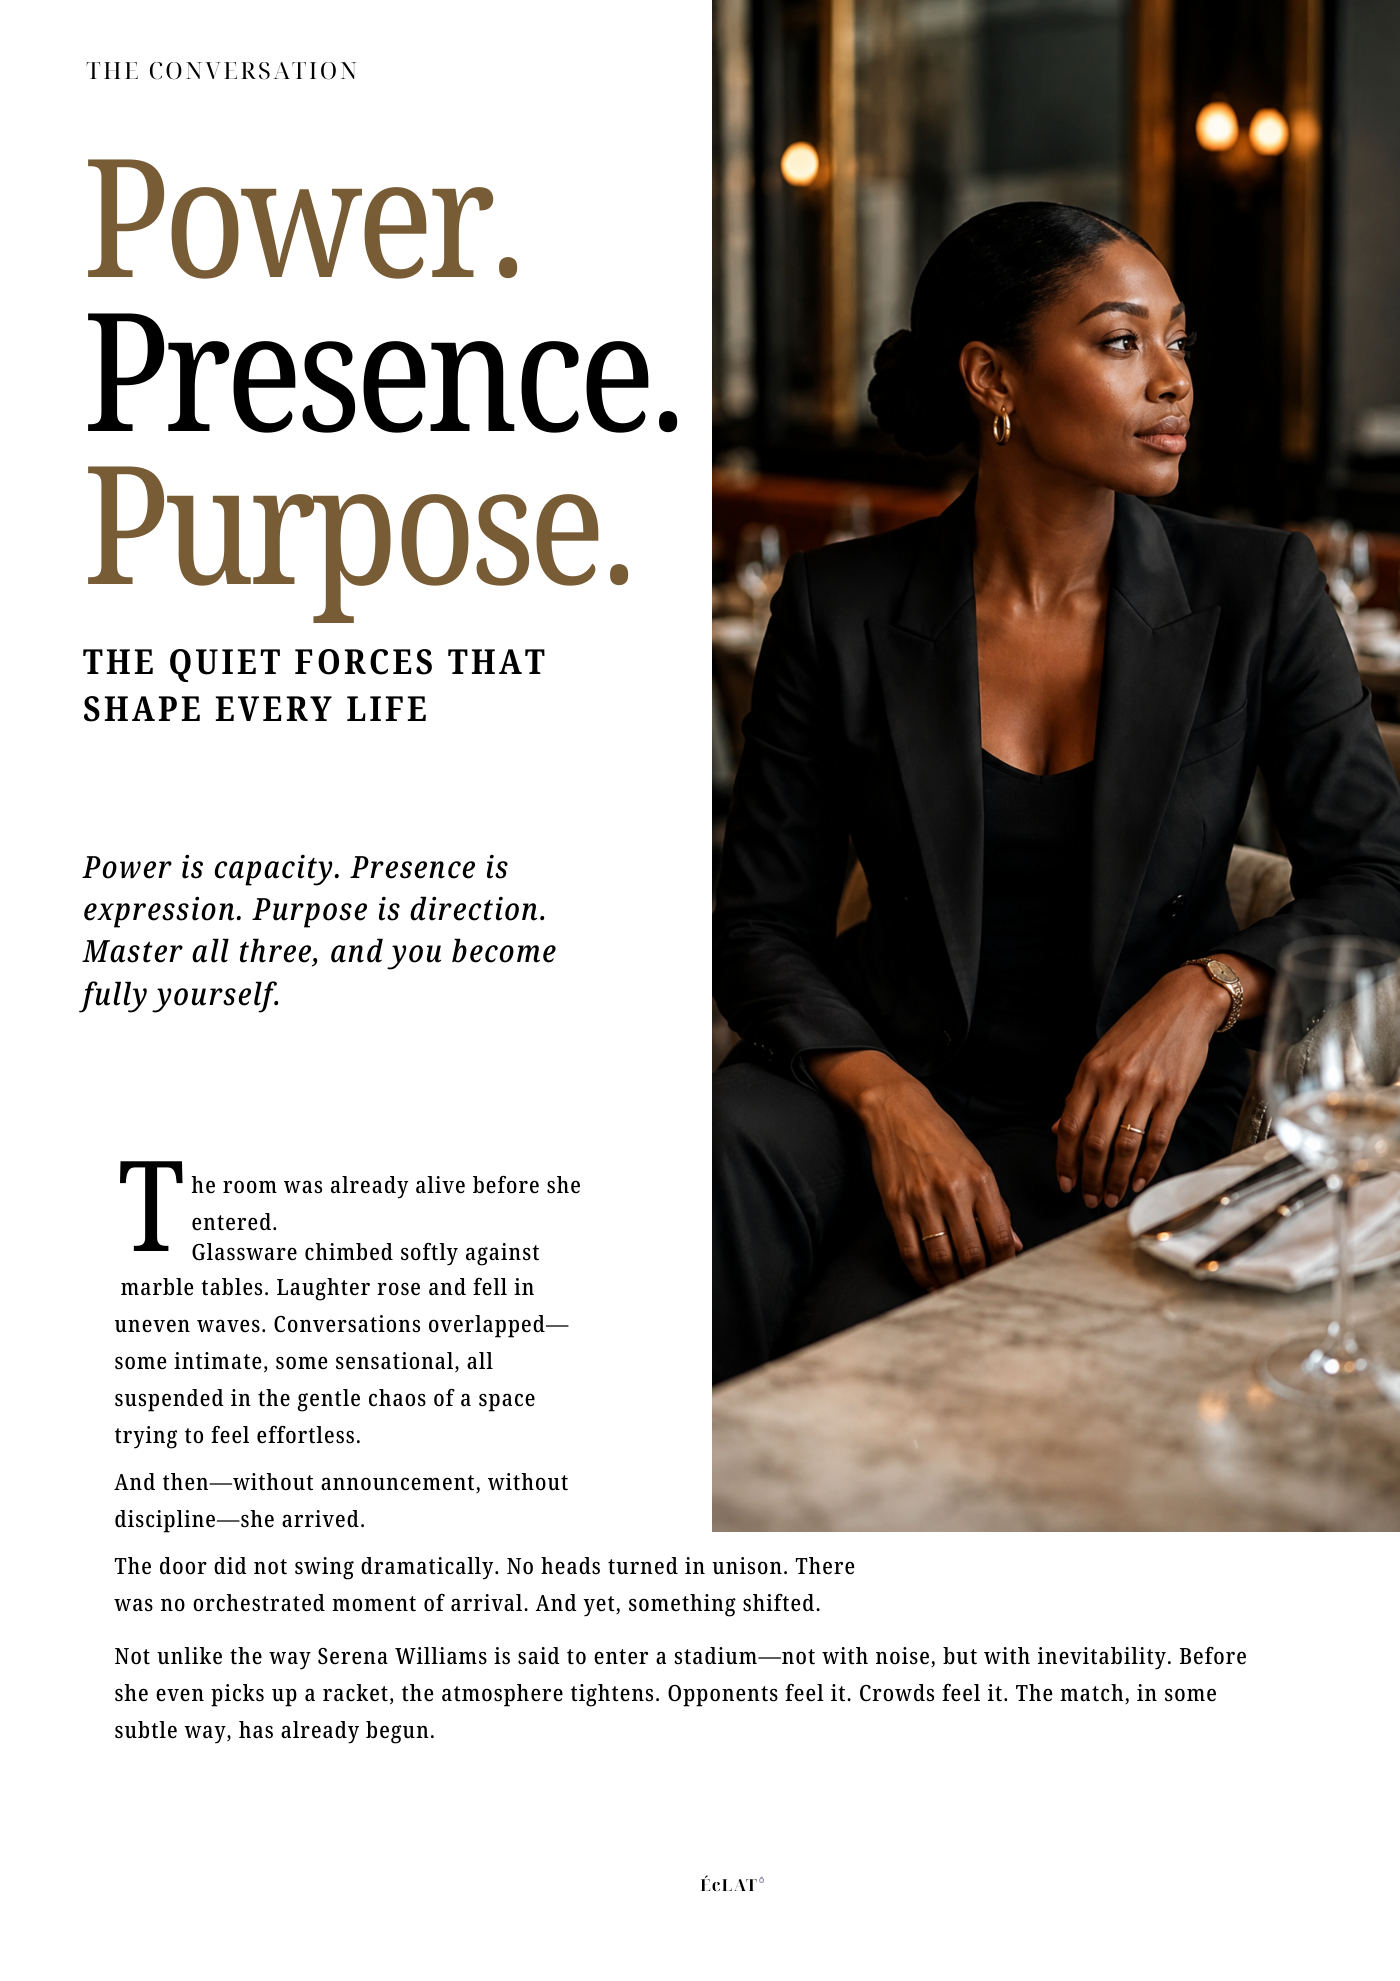 THE CONVERSATION
Power.
Presence.
Purpose.
THE QUIET FORCES THAT
SHAPE EVERY LIFE
Power is capacity. Presence is
expression. Purpose is direction.
Master all three, and you become
fully yourself.
The room was already alive before she
entered.
Glassware chimbed softly against
marble tables. Laughter rose and fell in
uneven waves. Conversations overlapped—
some intimate, some sensational, all
suspended in the gentle chaos of a space
trying to feel effortless.
And then—without announcement, without
discipline—she arrived.
The door did not swing dramatically. No heads turned in unison. There
was no orchestrated moment of arrival. And yet, something shifted.
Not unlike the way Serena Williams is said to enter a stadium—not with noise, but with inevitability. Before
she even picks up a racket, the atmosphere tightens. Opponents feel it. Crowds feel it. The match, in some
subtle way, has already begun.
ÉcLAT